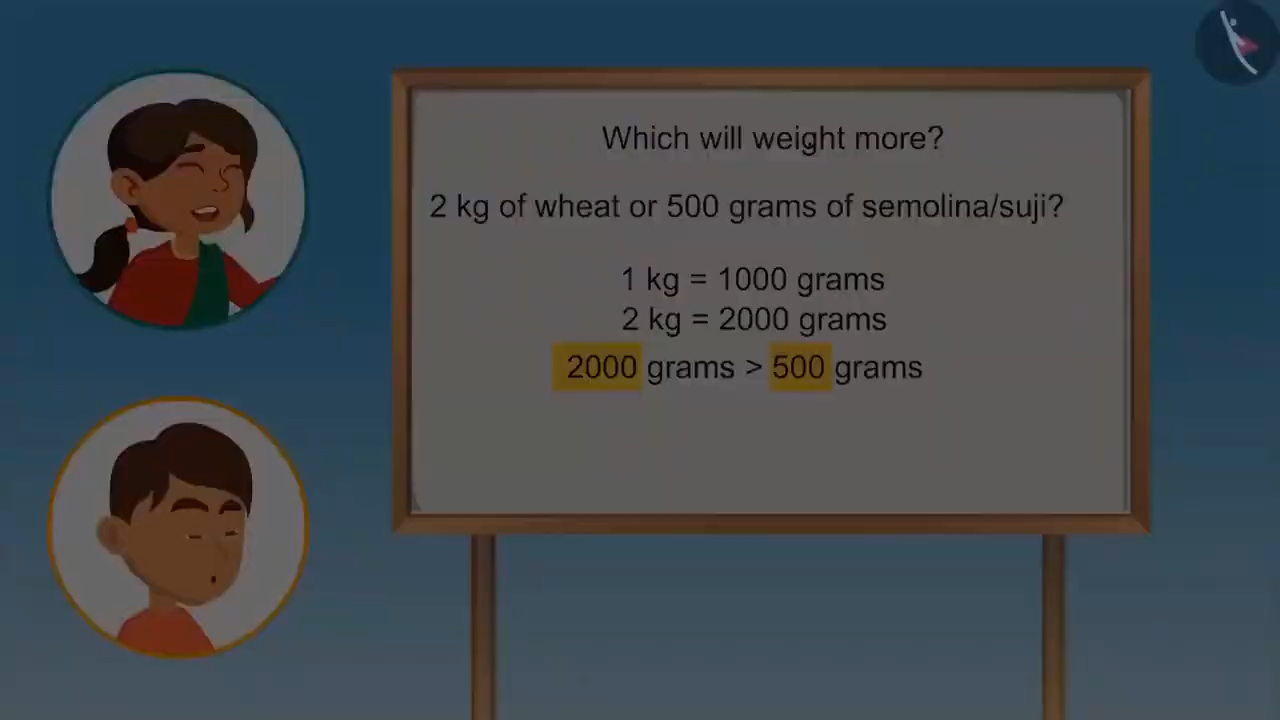 Which will weight more?
2 kg of wheat or 500 grams of semolina/suji?
1 kg = 1000 grams
2 kg = 2000 grams
2000 grams > 500 grams